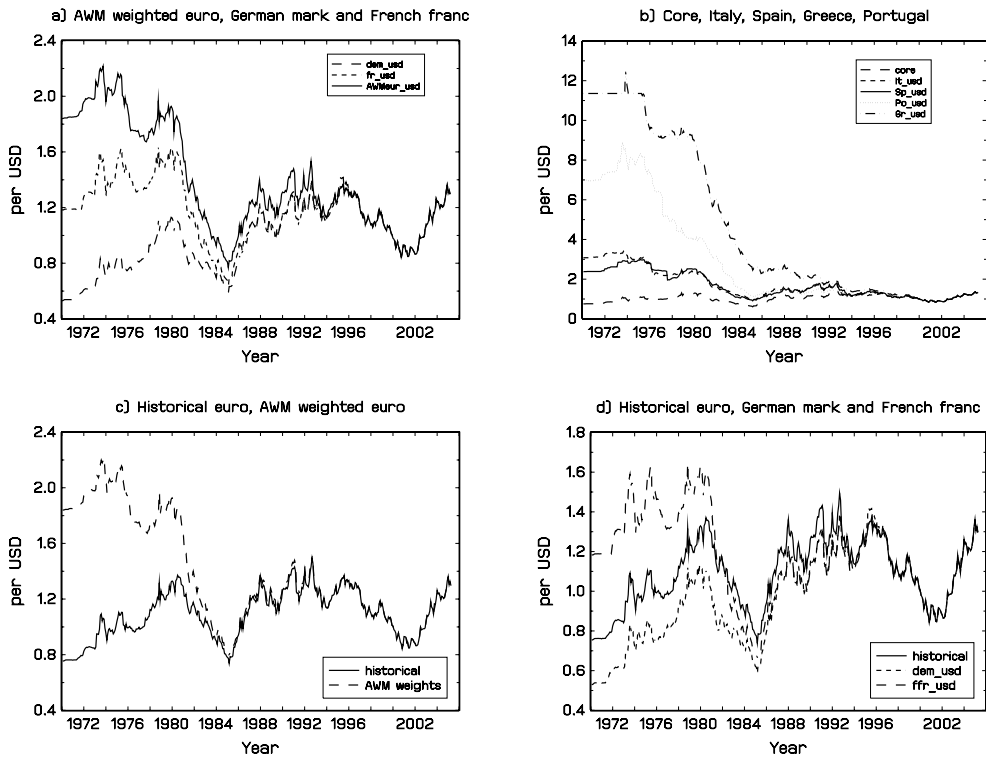 a) AWM weighted euro, German mark and French franc
2.4
2.0
1.6
1.2
0.8
0.4
per USD
dem_usd
fr_usd
AWMeur_usd
1972 1976 1980 1984 1988 1992 1996 2002
Year
b) Core, Italy, Spain, Greece, Portugal
14
12
10
8
6
4
2
0
per USD
core
It_usd
Sp_usd
Po_usd
Gr_usd
1972 1976 1980 1984 1988 1992 1996 2002
Year
c) Historical euro, AWM weighted euro
2.4
2.0
1.6
1.2
0.8
0.4
per USD
historical
AWM weights
1972 1976 1980 1984 1988 1992 1996 2002
Year
d) Historical euro, German mark and French franc
1.8
1.6
1.4
1.2
1.0
0.8
0.6
0.4
per USD
historical
dem_usd
ffr_usd
1972 1976 1980 1984 1988 1992 1996 2002
Year